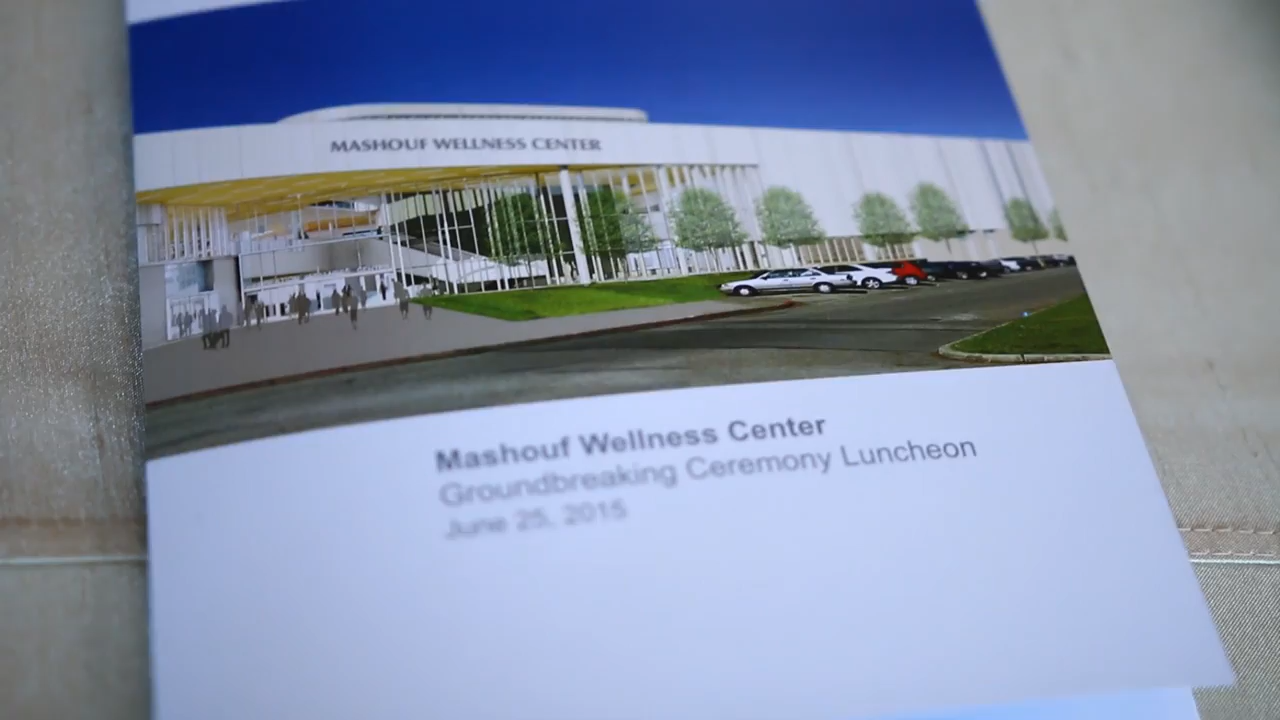 MASHOUF WELLNESS CENTER
Mashouf Wellness Center
Groundbreaking Ceremony Luncheon
June 25, 2015